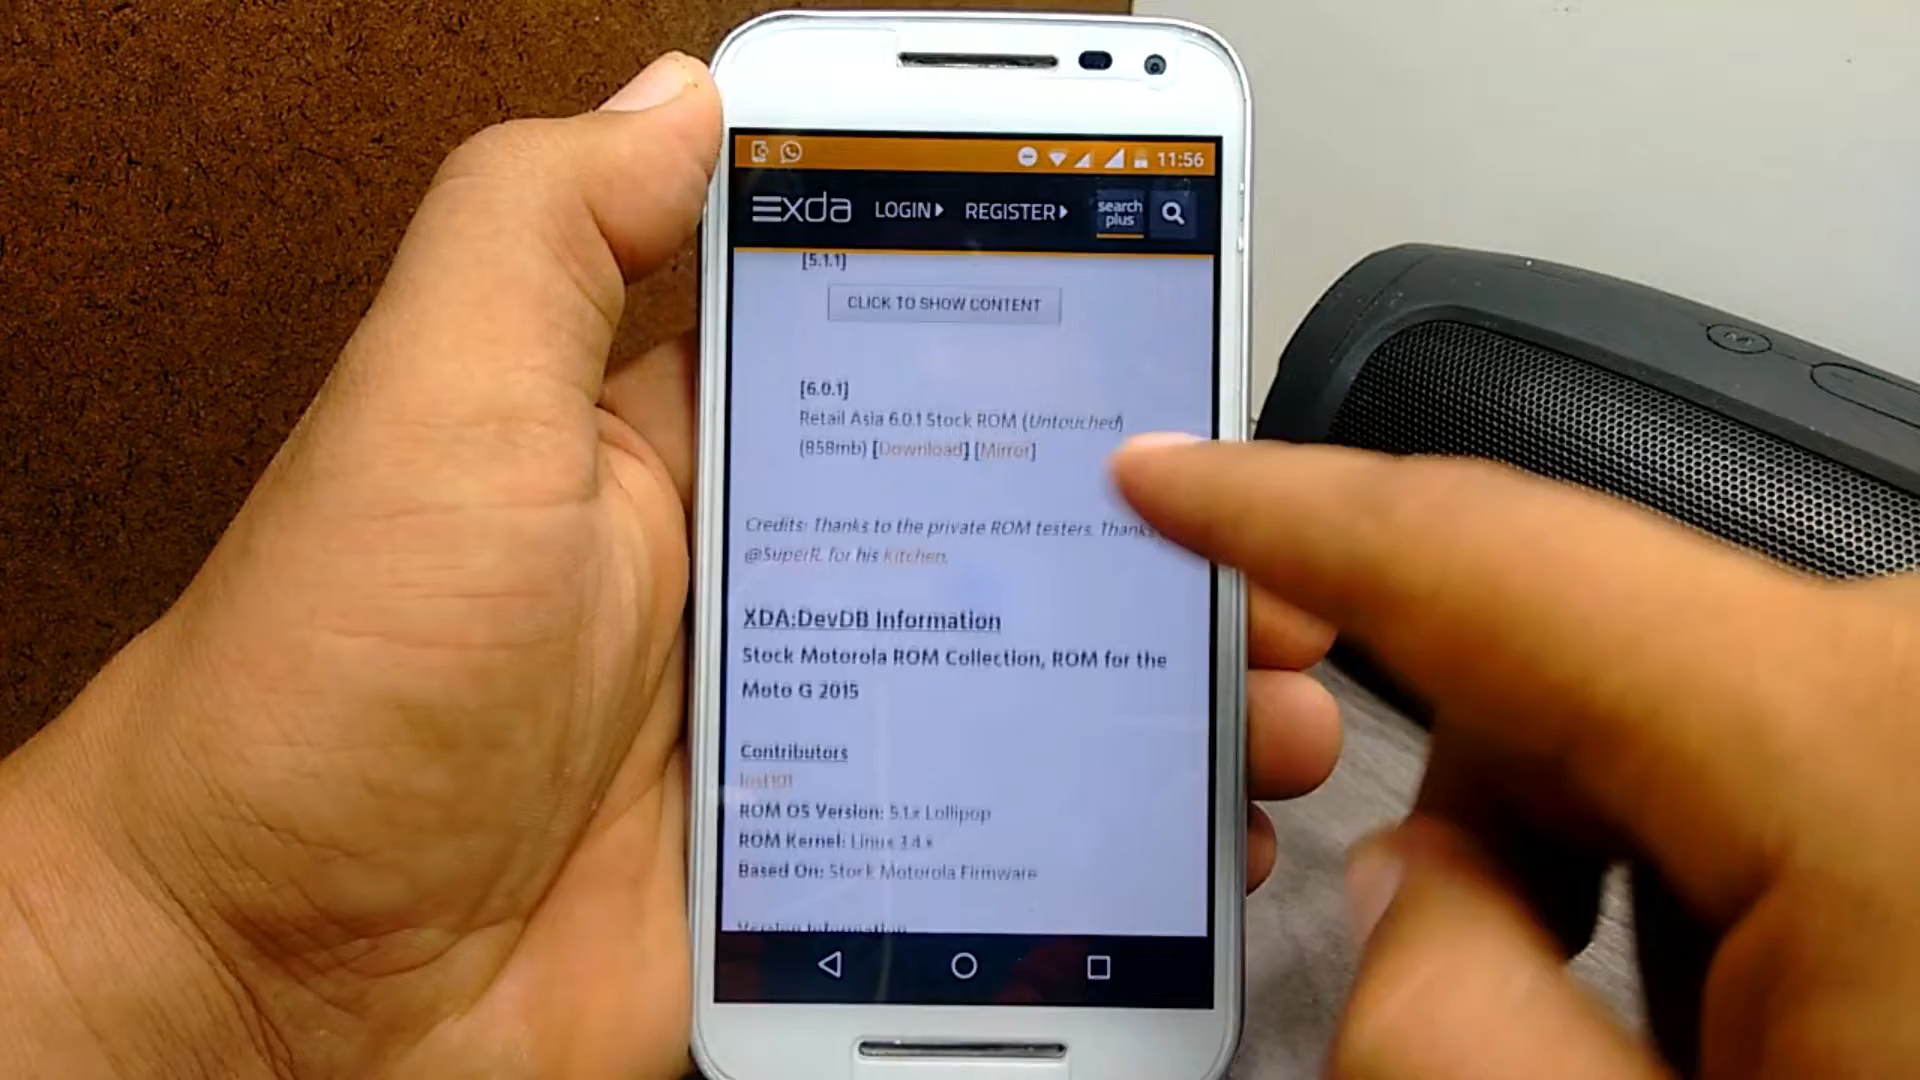 11:56
xda LOGIN REGISTER search plus
[5.1.1]
CLICK TO SHOW CONTENT
[6.0.1]
Retail Asia 6.0.1 Stock ROM (Untouched)
(858mb) [Download] [Mirror]
Credits: Thanks to the private ROM testers. Thanks
@SuperR. for his kitchen.
XDA:DevDB Information
Stock Motorola ROM Collection, ROM for the
Moto G 2015
Contributors
lost101
ROM OS Version: 5.1.x Lollipop
ROM Kernel: Linux 3.4.x
Based On: Stock Motorola Firmware
Version Information
M